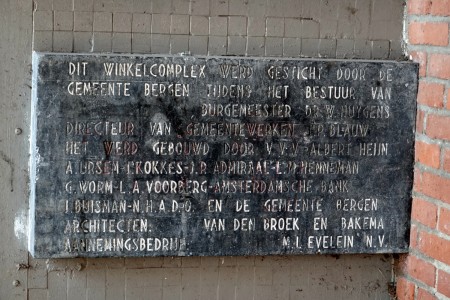 DIT WINKELCOMPLEX WERD GESTICHT DOOR DE
GEMEENTE BERGEN TIJDENS HET BESTUUR VAN
BURGEMEESTER DR. W. HUYGENS
DIRECTEUR VAN GEMEENTEWERKEN BLAUW
HET WERD GEBOUWD DOOR V.V.V.-ALBERT HEIJN
A. URSEM-J. KOKKES-J.P. ADMIRAAL-L. HENNEMAN
G. WORM-L.A. VOORBERG-AMSTERDAMSCHE BANK
J. BUISMAN-N.H.A.D.O. EN DE GEMEENTE BERGEN
ARCHITECTEN: VAN DEN BROEK EN BAKEMA
AANNEMINGSBEDRIJF M.J. EVELEIN N.V.